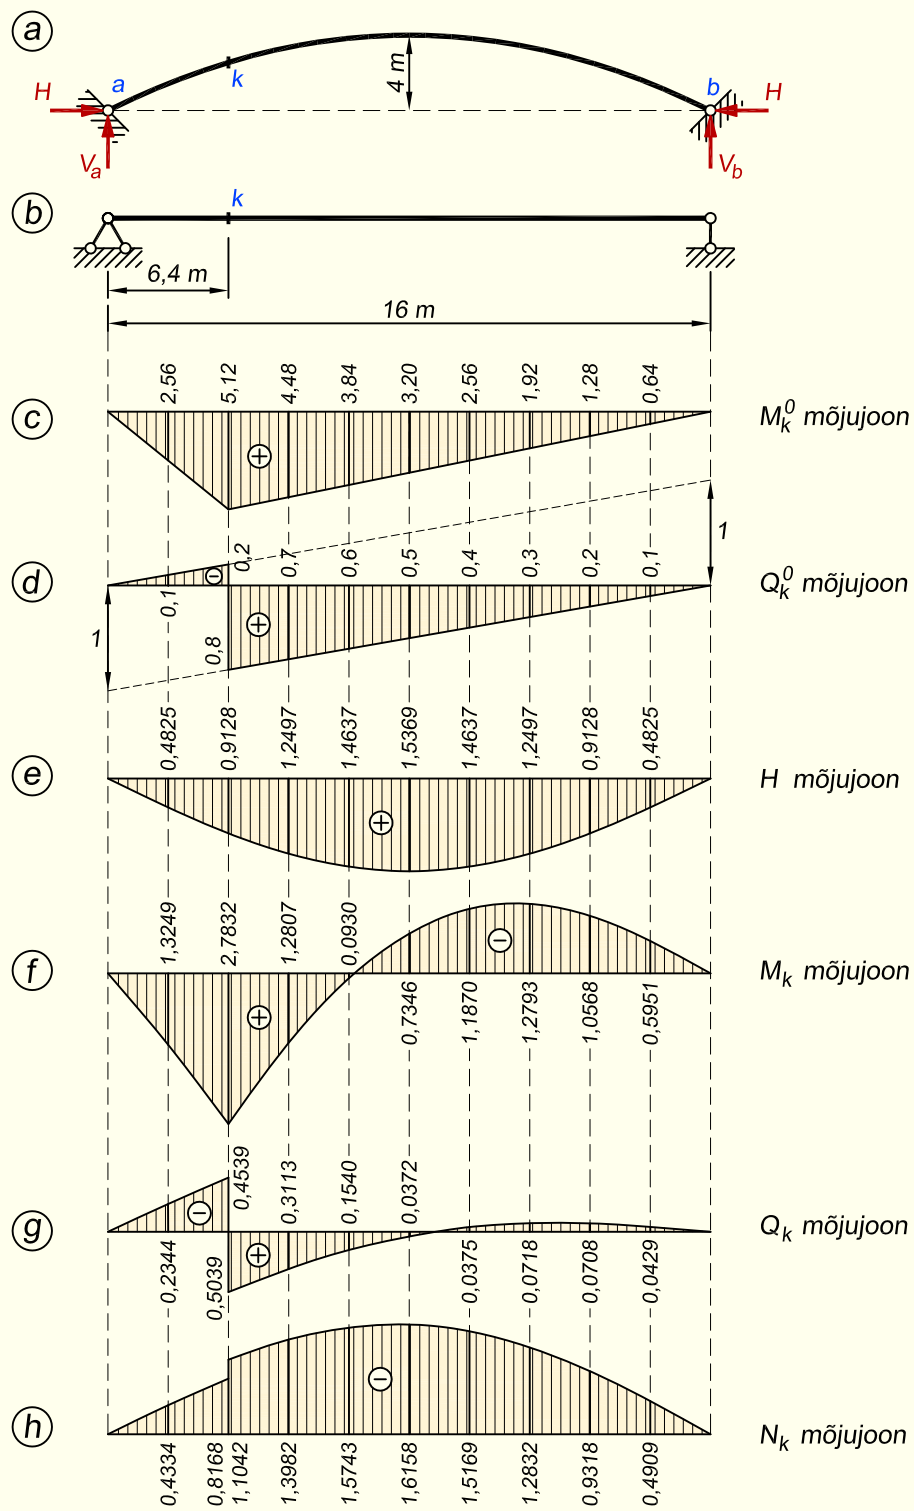 a
H a k 4 m b H
Va Vb
b k
6,4 m
16 m
2,56 5,12 4,48 3,84 3,20 2,56 1,92 1,28 0,64
c + M⁰k mõjujoon
1
0,2 0,7 0,6 0,5 0,4 0,3 0,2 0,1
d − Q⁰k mõjujoon
0,1 +
1 0,8
0,4825 0,9128 1,2497 1,4637 1,5369 1,4637 1,2497 0,9128 0,4825
e H mõjujoon
+
1,3249 2,7832 1,2807 0,0930
−
f Mk mõjujoon
+ 0,7346 1,1870 1,2793 1,0568 0,5951
0,4539 0,3113 0,1540 0,0372
−
g Qk mõjujoon
0,2344 0,5039 + 0,0375 0,0718 0,0708 0,0429
−
h Nk mõjujoon
0,4334 0,8168 1,1042 1,3982 1,5743 1,6158 1,5169 1,2832 0,9318 0,4909